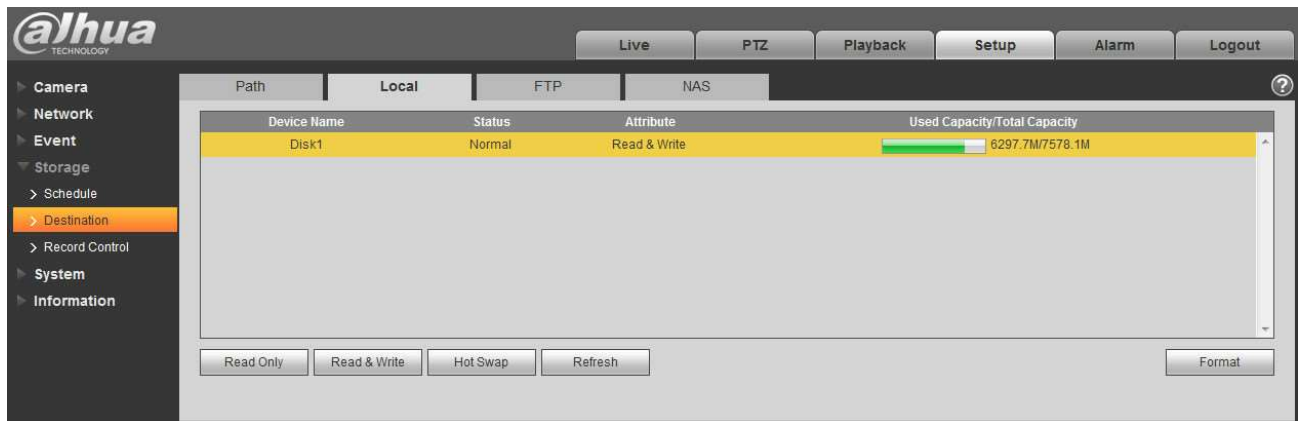 alhua
TECHNOLOGY
Live PTZ Playback Setup Alarm Logout
Camera
Network
Event
Storage
Schedule
Destination
Record Control
System
Information
Path Local FTP NAS ?
Device Name Status Attribute Used Capacity/Total Capacity
Disk1 Normal Read & Write 6297.7M/7578.1M
Read Only Read & Write Hot Swap Refresh Format